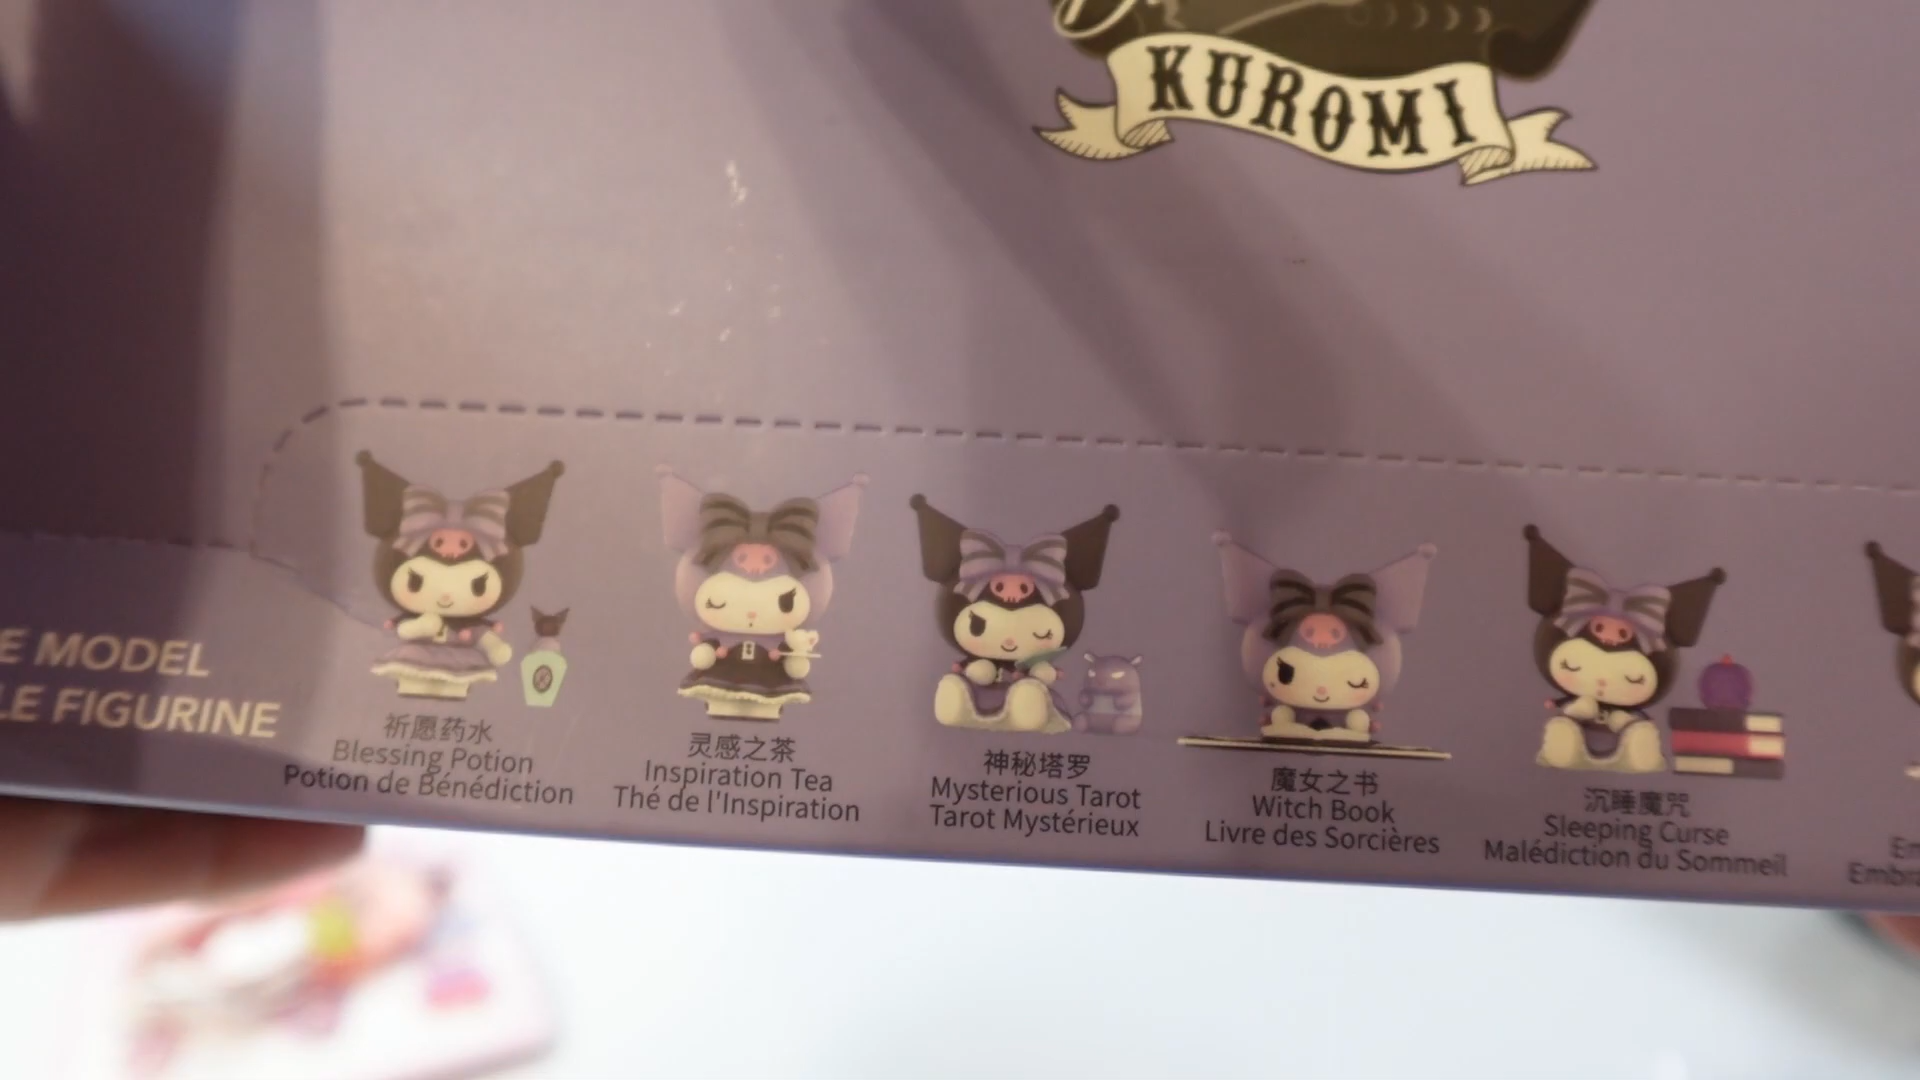 KUROMI
E MODEL
LE FIGURINE
祈愿药水
Blessing Potion
Potion de Bénédiction
灵感之茶
Inspiration Tea
Thé de l'Inspiration
神秘塔罗
Mysterious Tarot
Tarot Mystérieux
魔女之书
Witch Book
Livre des Sorcières
沉睡魔咒
Sleeping Curse
Malédiction du Sommeil